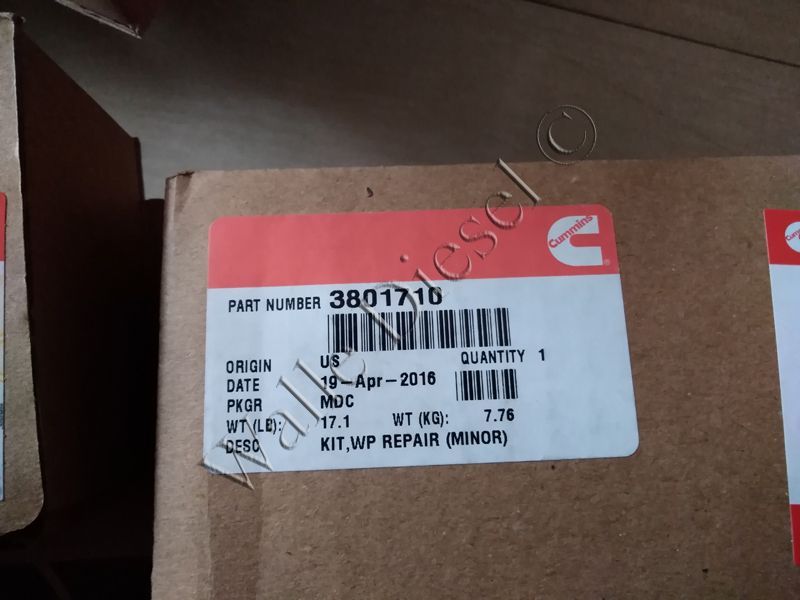 Cummins
PART NUMBER 3801710
ORIGIN US QUANTITY 1
DATE 19-Apr-2016
PKGR MDC
WT (LB): 17.1 WT (KG): 7.76
DESC KIT,WP REPAIR (MINOR)
Walle Diesel ©